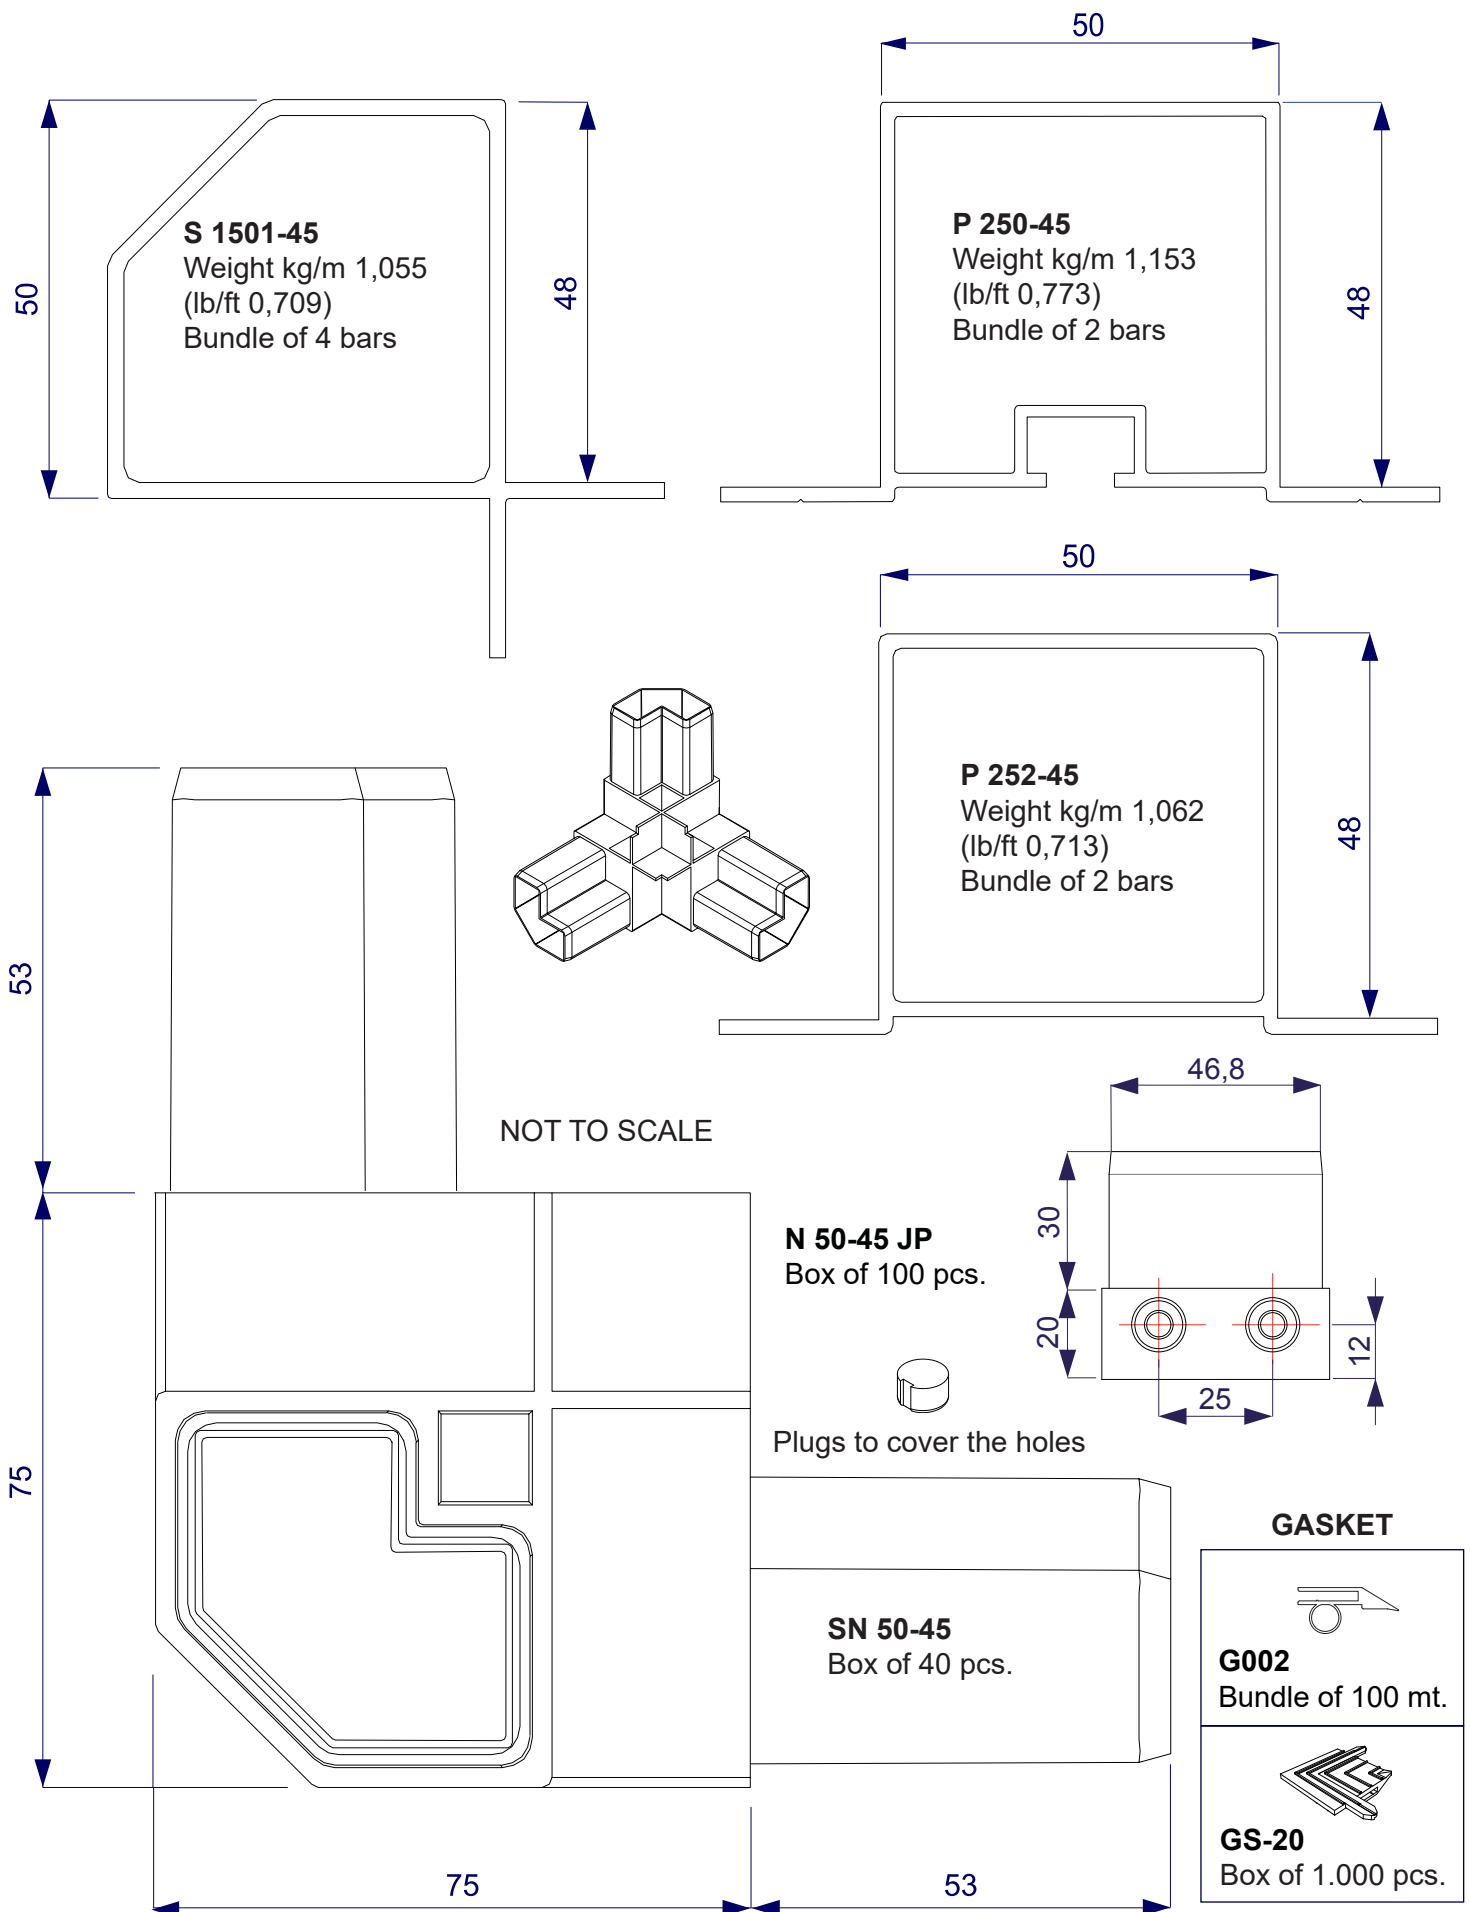 50
50
48
S 1501-45
Weight kg/m 1,055
(lb/ft 0,709)
Bundle of 4 bars
P 250-45
Weight kg/m 1,153
(lb/ft 0,773)
Bundle of 2 bars
48
50
P 252-45
Weight kg/m 1,062
(lb/ft 0,713)
Bundle of 2 bars
48
53
NOT TO SCALE
46,8
30
20
12
25
N 50-45 JP
Box of 100 pcs.
Plugs to cover the holes
75
SN 50-45
Box of 40 pcs.
GASKET
G002
Bundle of 100 mt.
GS-20
Box of 1.000 pcs.
75
53